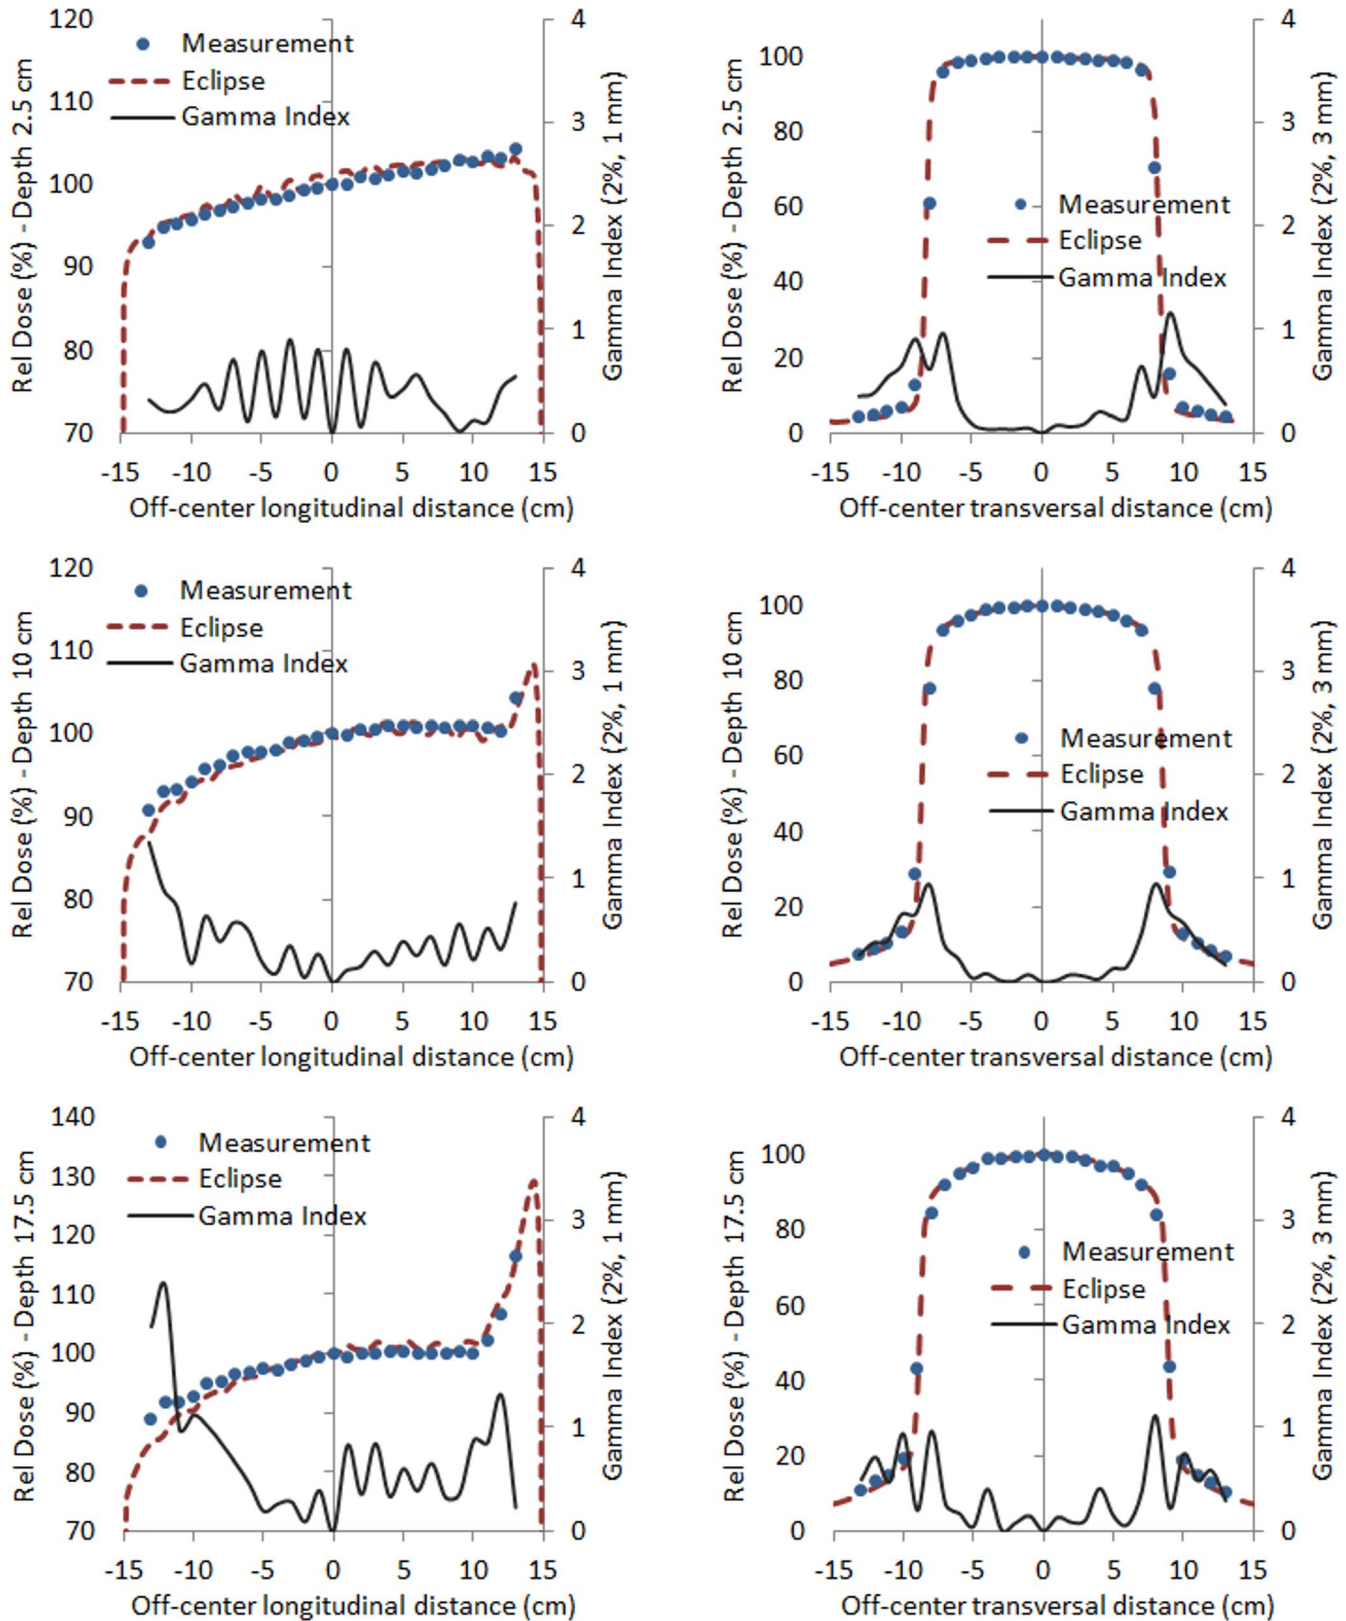 120
110
100
90
80
70
Rel Dose (%) - Depth 2.5 cm
Measurement
Eclipse
Gamma Index
4
3
2
1
0
Gamma Index (2%, 1 mm)
-15 -10 -5 0 5 10 15
Off-center longitudinal distance (cm)
100
80
60
40
20
0
Rel Dose (%) - Depth 2.5 cm
Measurement
Eclipse
Gamma Index
4
3
2
1
0
Gamma Index (2%, 3 mm)
-15 -10 -5 0 5 10 15
Off-center transversal distance (cm)
120
110
100
90
80
70
Rel Dose (%) - Depth 10 cm
Measurement
Eclipse
Gamma Index
4
3
2
1
0
Gamma Index (2%, 1 mm)
-15 -10 -5 0 5 10 15
Off-center longitudinal distance (cm)
100
80
60
40
20
0
Rel Dose (%) - Depth 10 cm
Measurement
Eclipse
Gamma Index
4
3
2
1
0
Gamma Index (2%, 3 mm)
-15 -10 -5 0 5 10 15
Off-center transversal distance (cm)
140
130
120
110
100
90
80
70
Rel Dose (%) - Depth 17.5 cm
Measurement
Eclipse
Gamma Index
4
3
2
1
0
Gamma Index (2%, 1 mm)
-15 -10 -5 0 5 10 15
Off-center longitudinal distance (cm)
100
80
60
40
20
0
Rel Dose (%) - Depth 17.5 cm
Measurement
Eclipse
Gamma Index
4
3
2
1
0
Gamma Index (2%, 3 mm)
-15 -10 -5 0 5 10 15
Off-center transversal distance (cm)